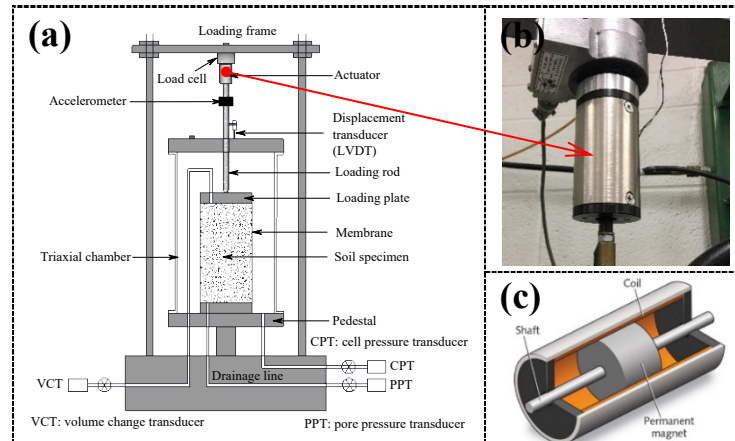 (a)
Loading frame
Load cell
Actuator
Accelerometer
Displacement
transducer
(LVDT)
Loading rod
Loading plate
Membrane
Triaxial chamber
Soil specimen
Pedestal
CPT: cell pressure transducer
CPT
Drainage line
VCT
PPT
VCT: volume change transducer
PPT: pore pressure transducer
(b)
(c)
Coil
Shaft
Permanent
magnet